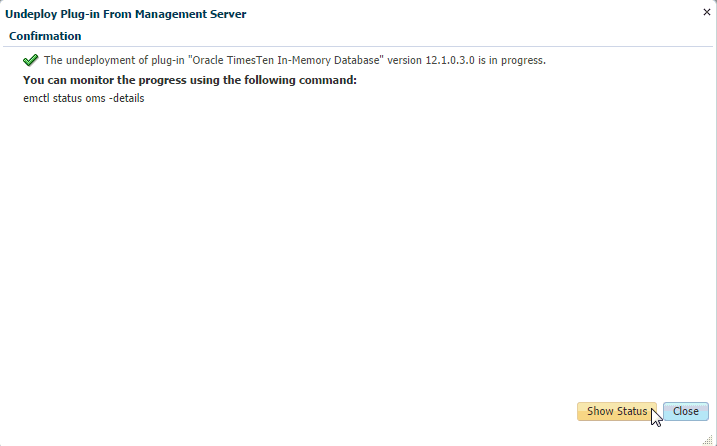 Undeploy Plug-in From Management Server
Confirmation
The undeployment of plug-in "Oracle TimesTen In-Memory Database" version 12.1.0.3.0 is in progress.
You can monitor the progress using the following command:
emctl status oms -details
Show Status
Close